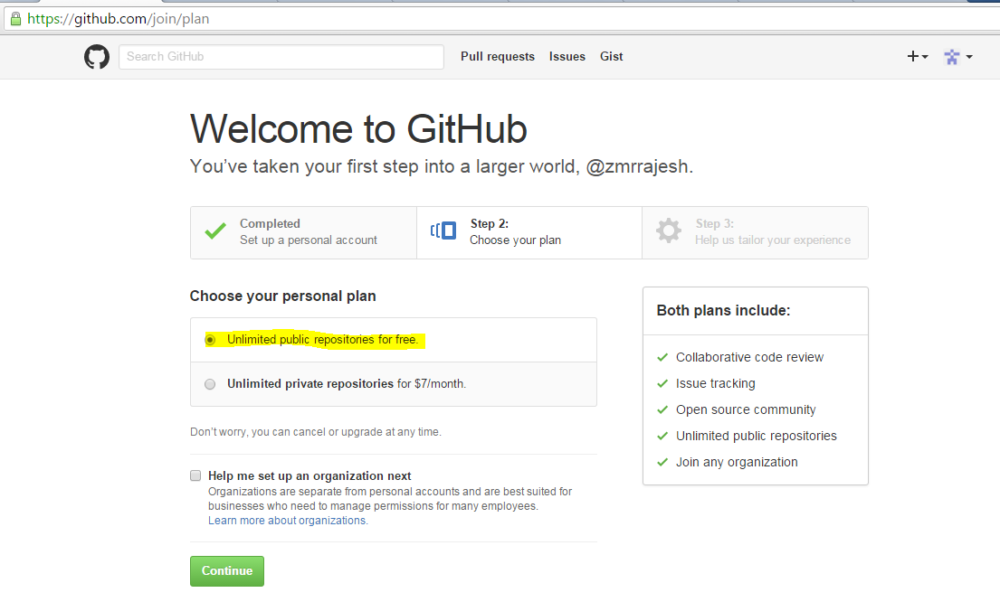 https://github.com/join/plan
Search GitHub
Pull requests Issues Gist
Welcome to GitHub
You’ve taken your first step into a larger world, @zmrrajesh.
Completed
Set up a personal account
Step 2:
Choose your plan
Step 3:
Help us tailor your experience
Choose your personal plan
Unlimited public repositories for free.
Unlimited private repositories for $7/month.
Don’t worry, you can cancel or upgrade at any time.
Help me set up an organization next
Organizations are separate from personal accounts and are best suited for
businesses who need to manage permissions for many employees.
Learn more about organizations.
Continue
Both plans include:
Collaborative code review
Issue tracking
Open source community
Unlimited public repositories
Join any organization